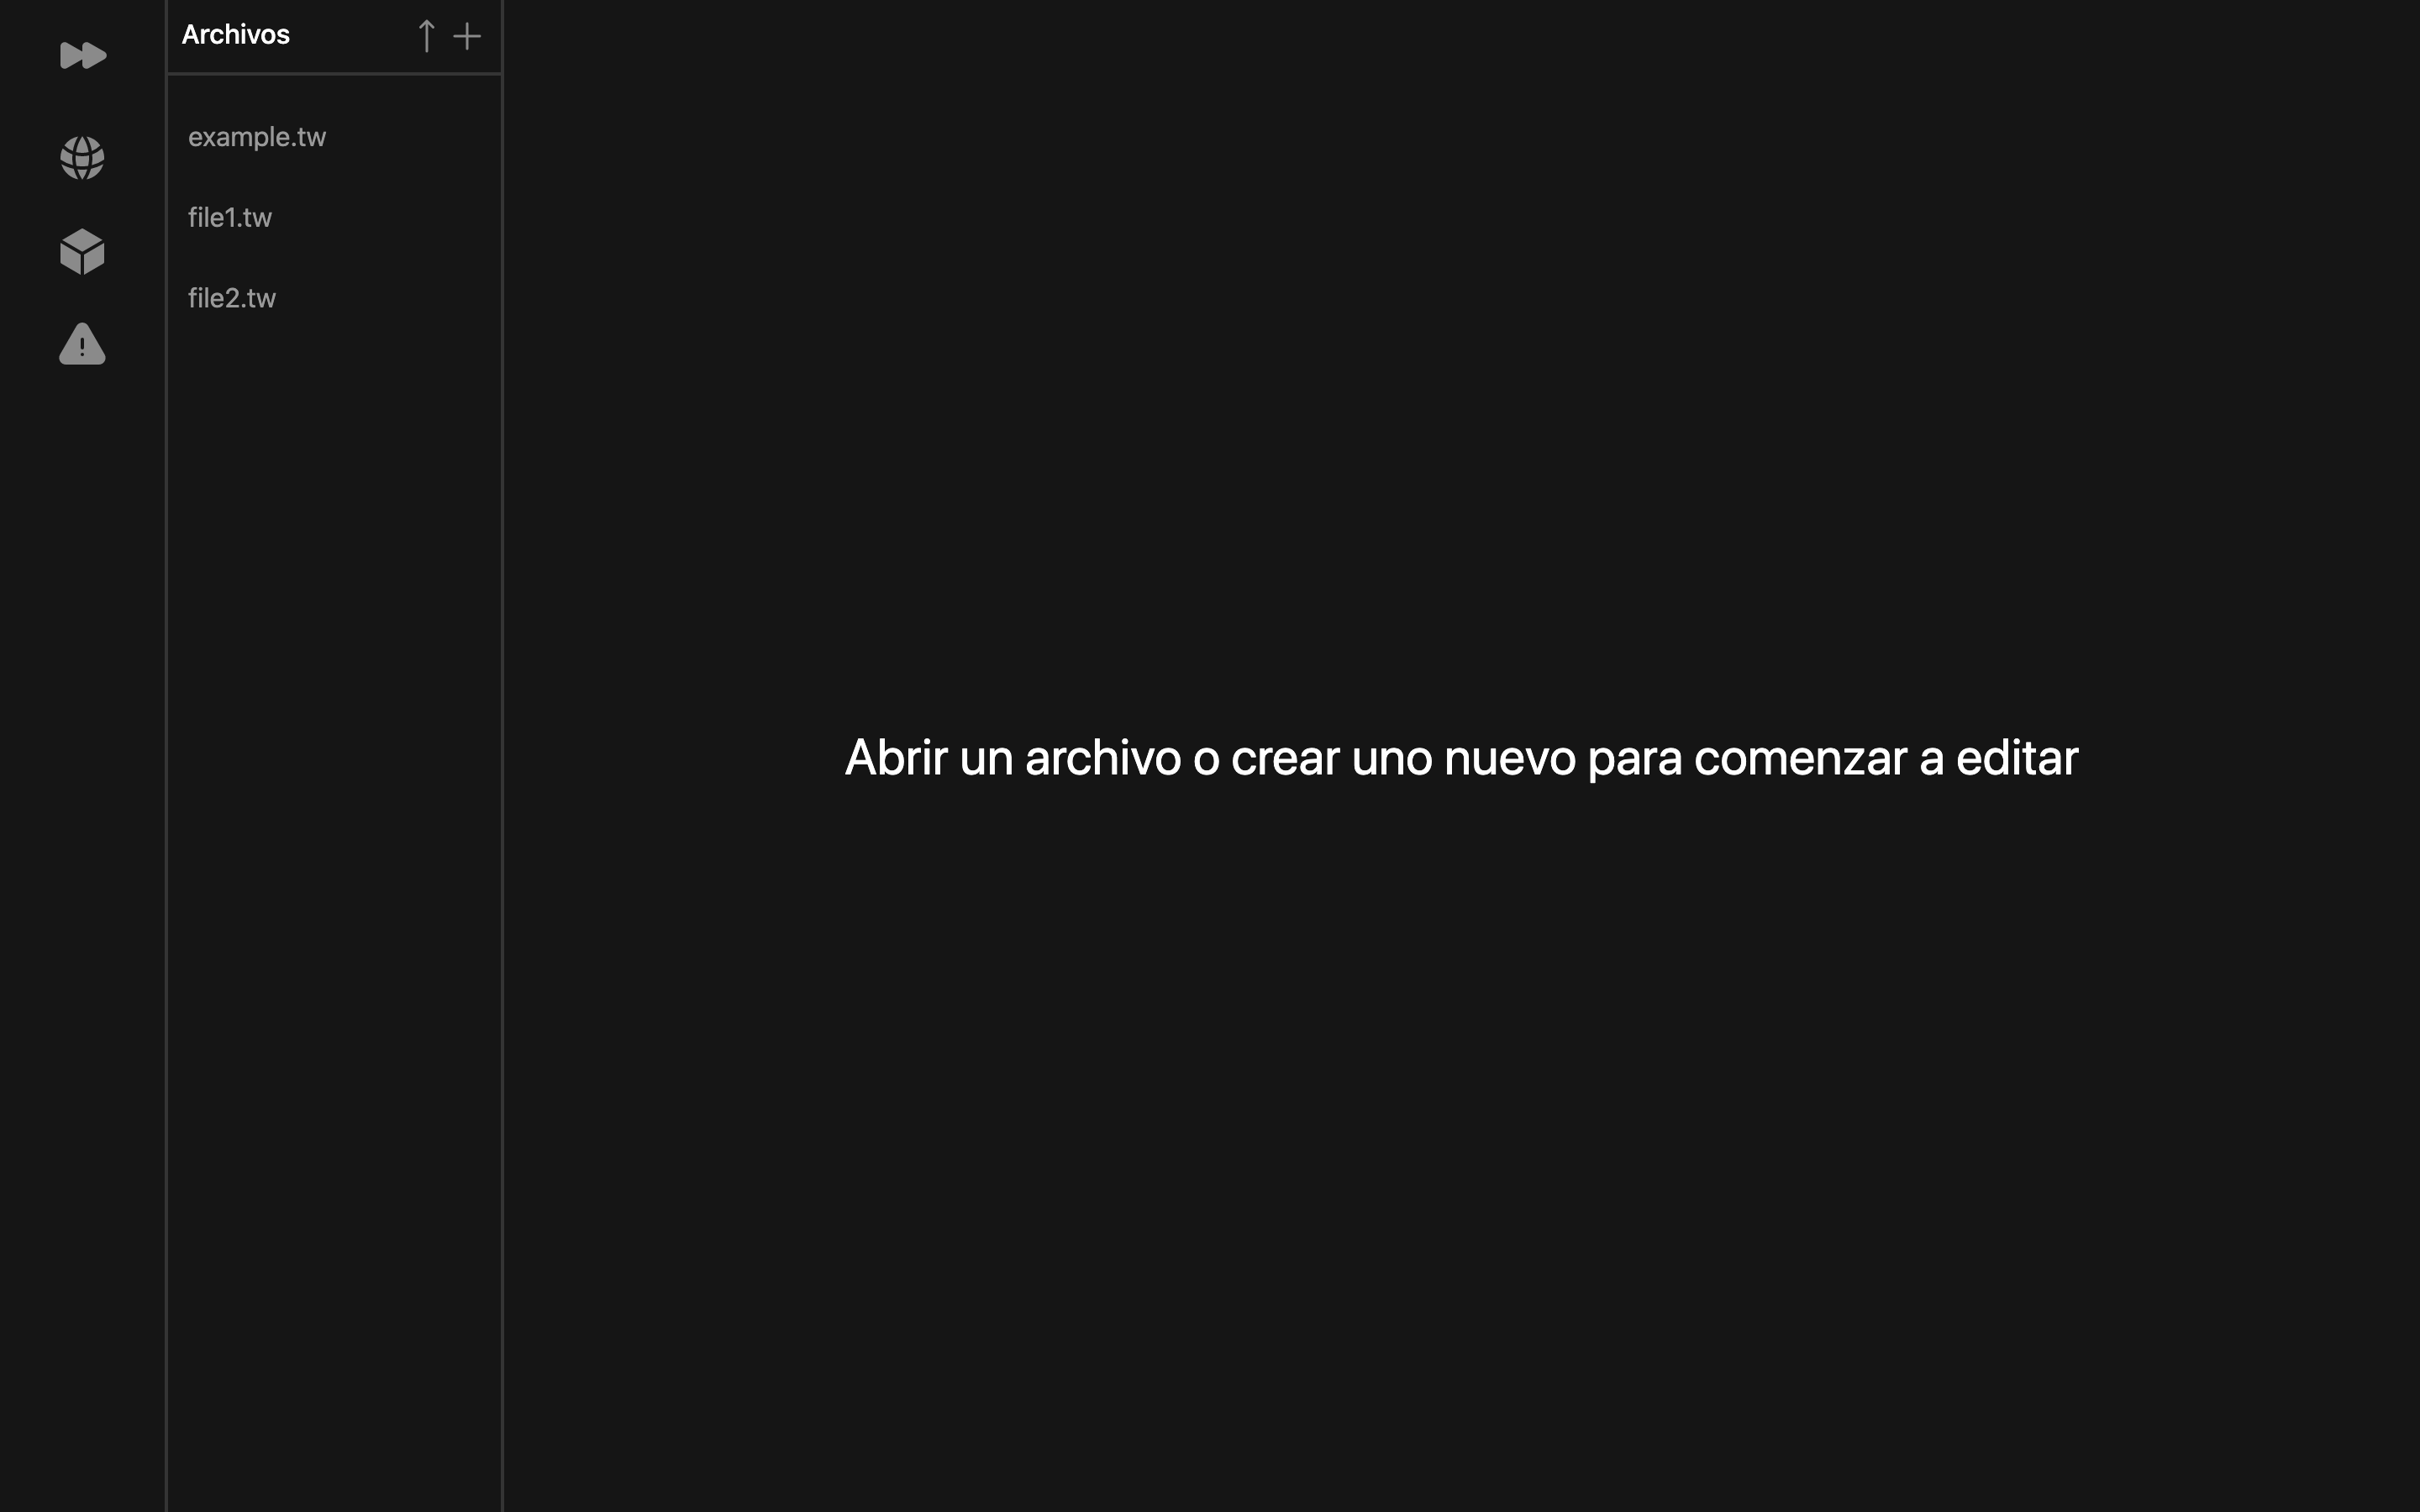 Archivos
example.tw
file1.tw
file2.tw
Abrir un archivo o crear uno nuevo para comenzar a editar